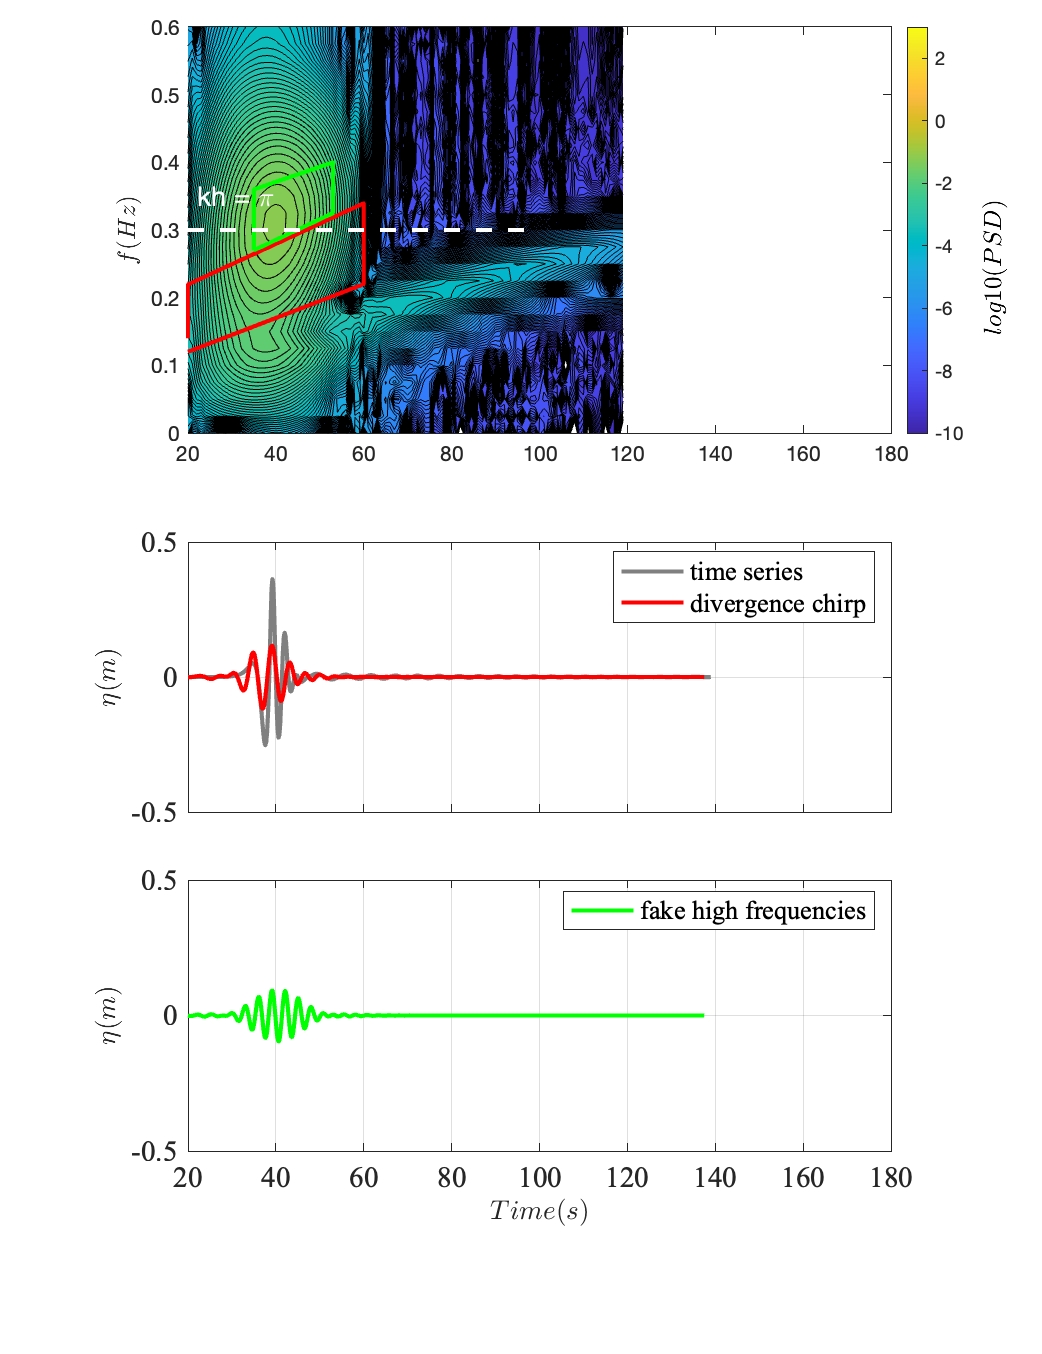 0.6
0.5
0.4
0.3
0.2
0.1
0
f(Hz)
kh = π
20 40 60 80 100 120 140 160 180
2
0
-2
-4
-6
-8
-10
log10(PSD)
0.5
0
-0.5
η(m)
time series
divergence chirp
0.5
0
-0.5
η(m)
fake high frequencies
20 40 60 80 100 120 140 160 180
Time(s)